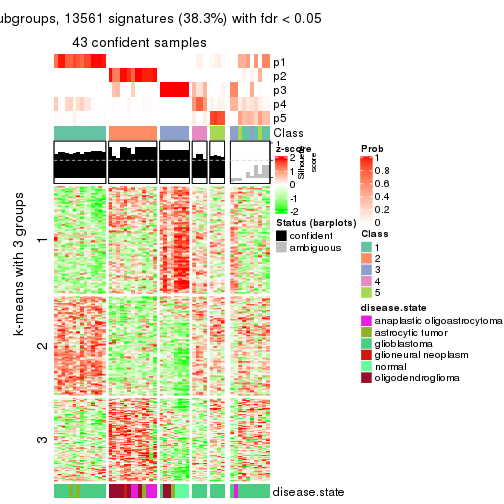 ubgroups, 13561 signatures (38.3%) with fdr < 0.05
43 confident samples
p1
p2
p3
p4
p5
Class
1
Silhouette
score
z-score
2
1
0
-1
-2
Status (barplots)
confident
ambiguous
Prob
1
0.8
0.6
0.4
0.2
0
Class
1
2
3
4
5
disease.state
anaplastic oligoastrocytoma
astrocytic tumor
glioblastoma
glioneural neoplasm
normal
oligodendroglioma
k-means with 3 groups
1
2
3
disease.state